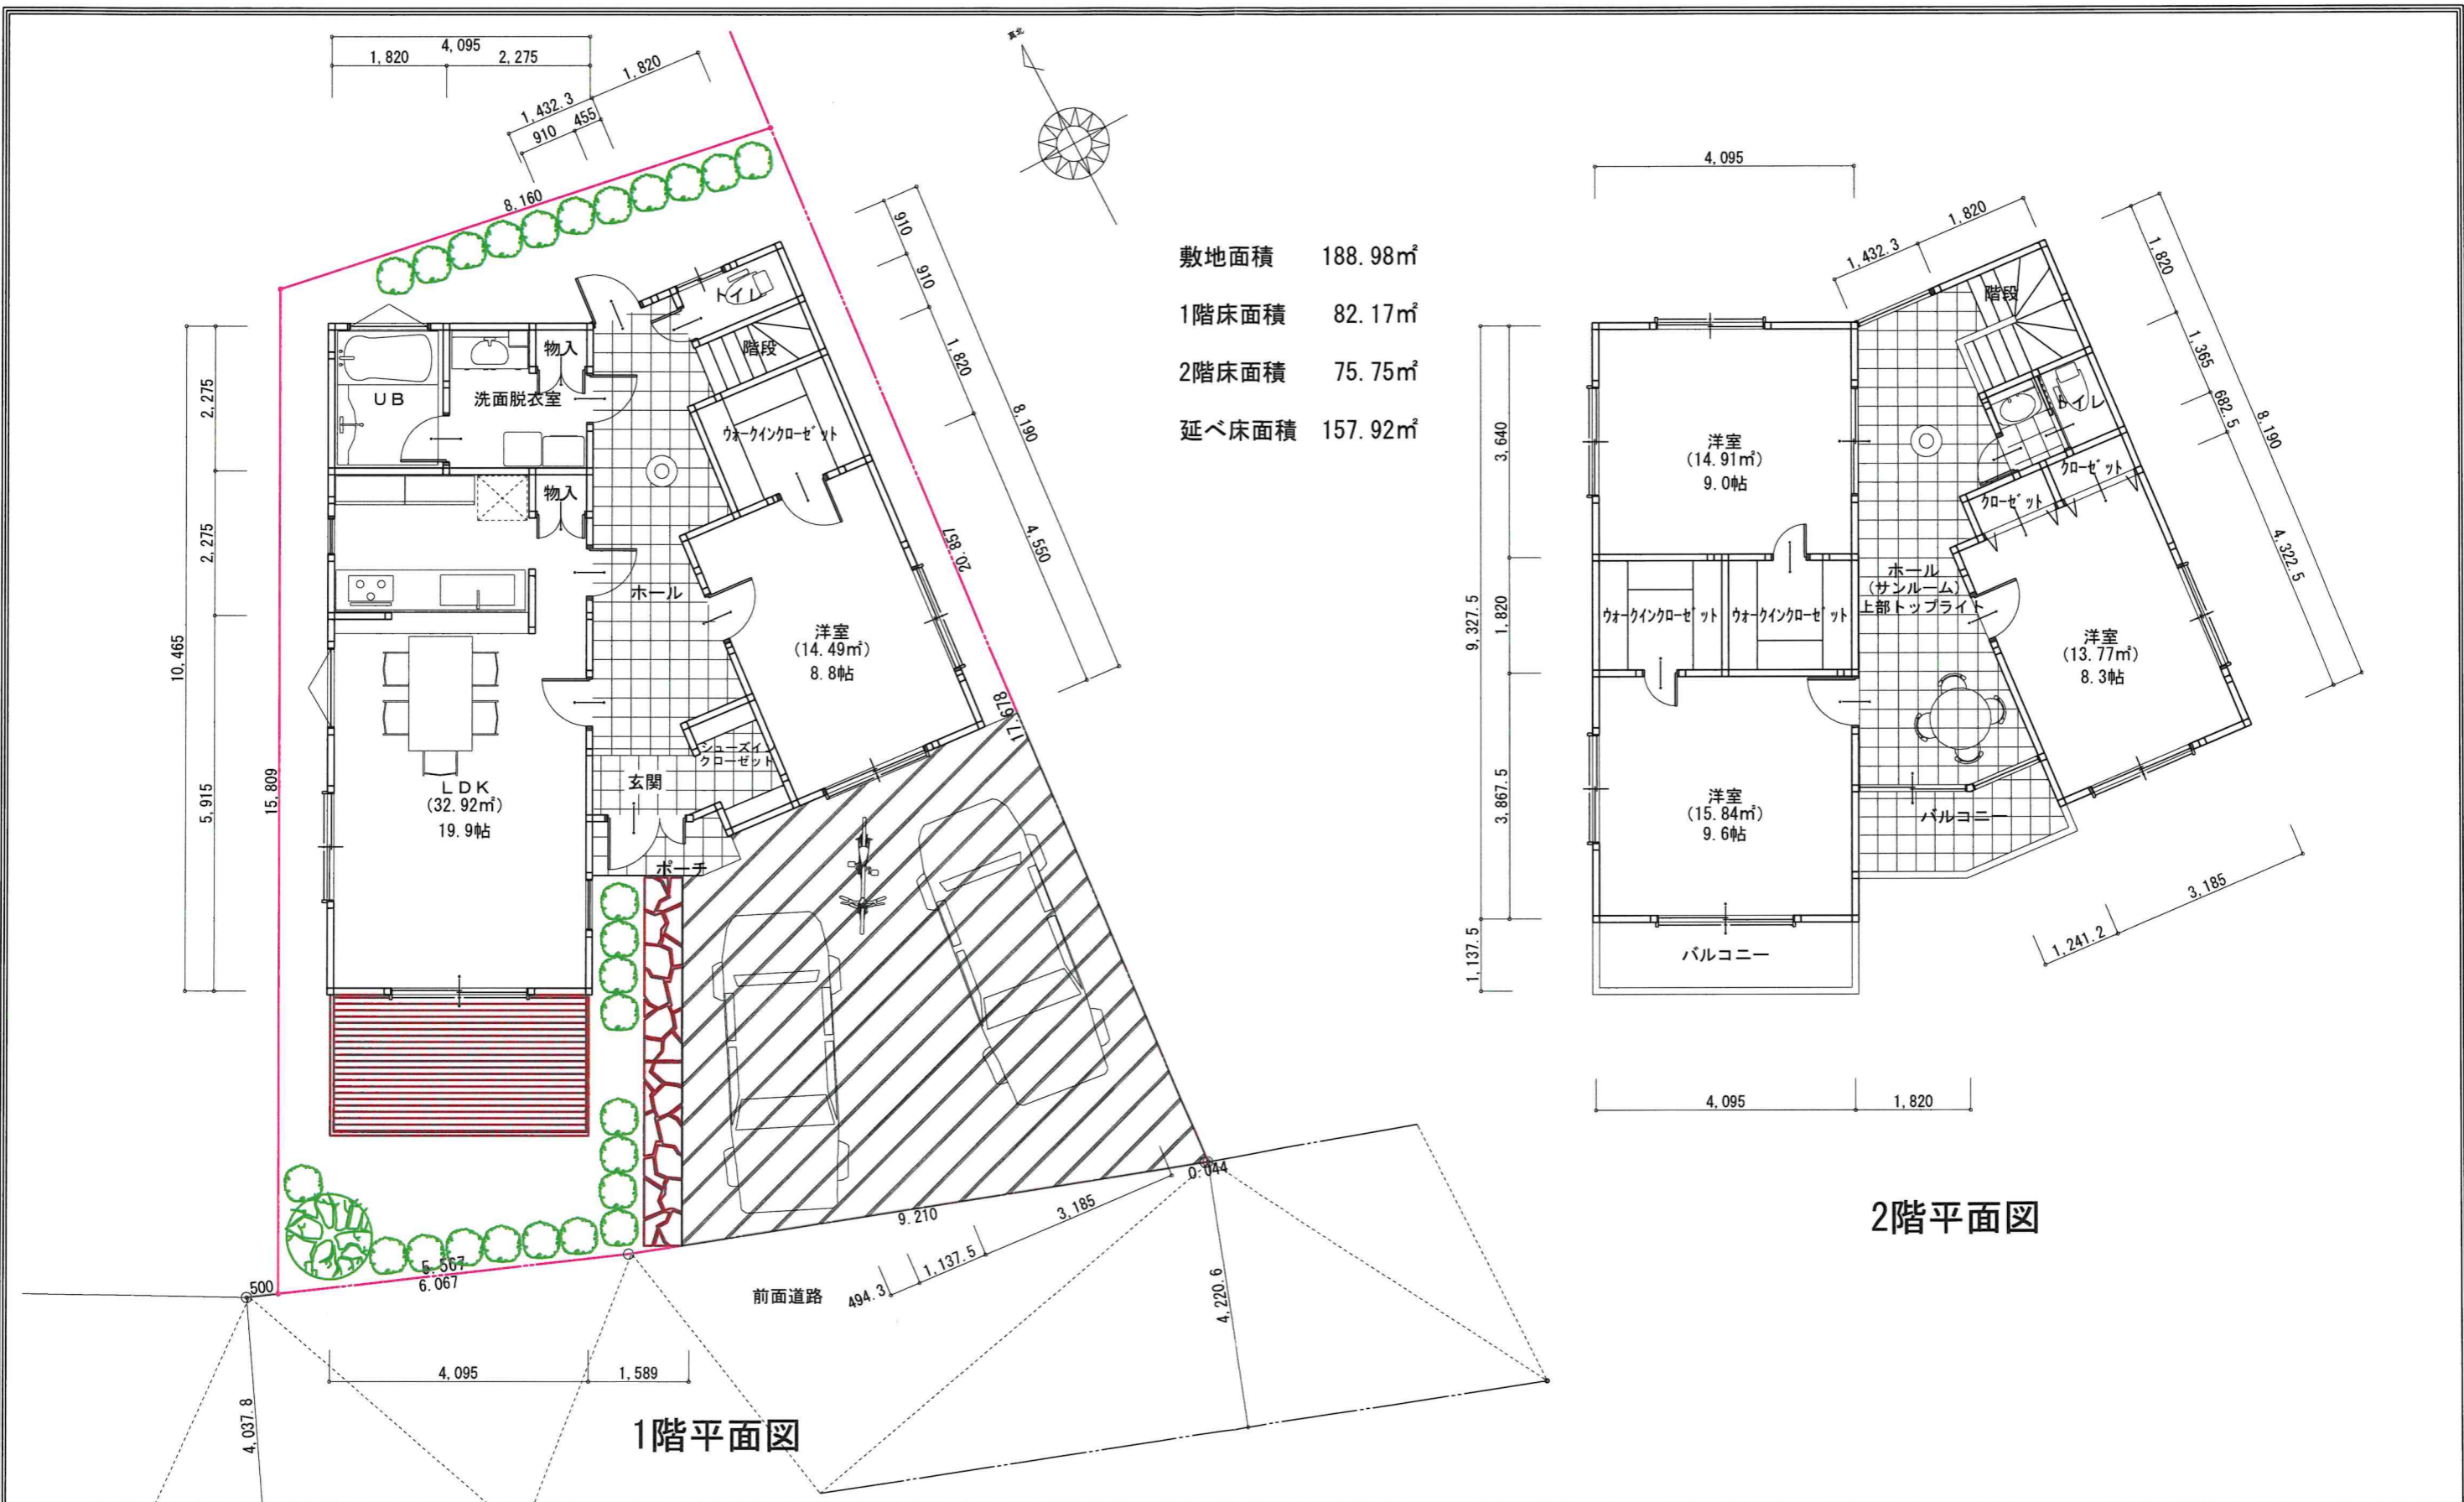 4,095
1,820
2,275
1,820
1,432.3
910
455
真北
8,160
910
910
1,820
8,190
4,550
敷地面積 188.98㎡
1階床面積 82.17㎡
2階床面積 75.75㎡
延べ床面積 157.92㎡
トイレ
階段
物入
UB
洗面脱衣室
ウォークインクローゼット
物入
ホール
洋室
(14.49㎡)
8.8帖
20.857
17.678
シューズイン
クローゼット
玄関
LDK
(32.92㎡)
19.9帖
ポーチ
2,275
2,275
10,465
5,915
15,809
0.044
9.210
3,185
1,137.5
494.3
5.567
6.067
500
前面道路
4,220.6
4,095
1,589
4,037.8
1階平面図
4,095
1,432.3
1,820
1,820
1,365
682.5
8,190
4,322.5
階段
トイレ
洋室
(14.91㎡)
9.0帖
クローゼット
クローゼット
ホール
(サンルーム)
上部トップライト
ウォークインクローゼット
ウォークインクローゼット
洋室
(13.77㎡)
8.3帖
洋室
(15.84㎡)
9.6帖
バルコニー
バルコニー
3,640
9,327.5
1,820
3,867.5
1,137.5
3,185
1,241.2
4,095
1,820
2階平面図